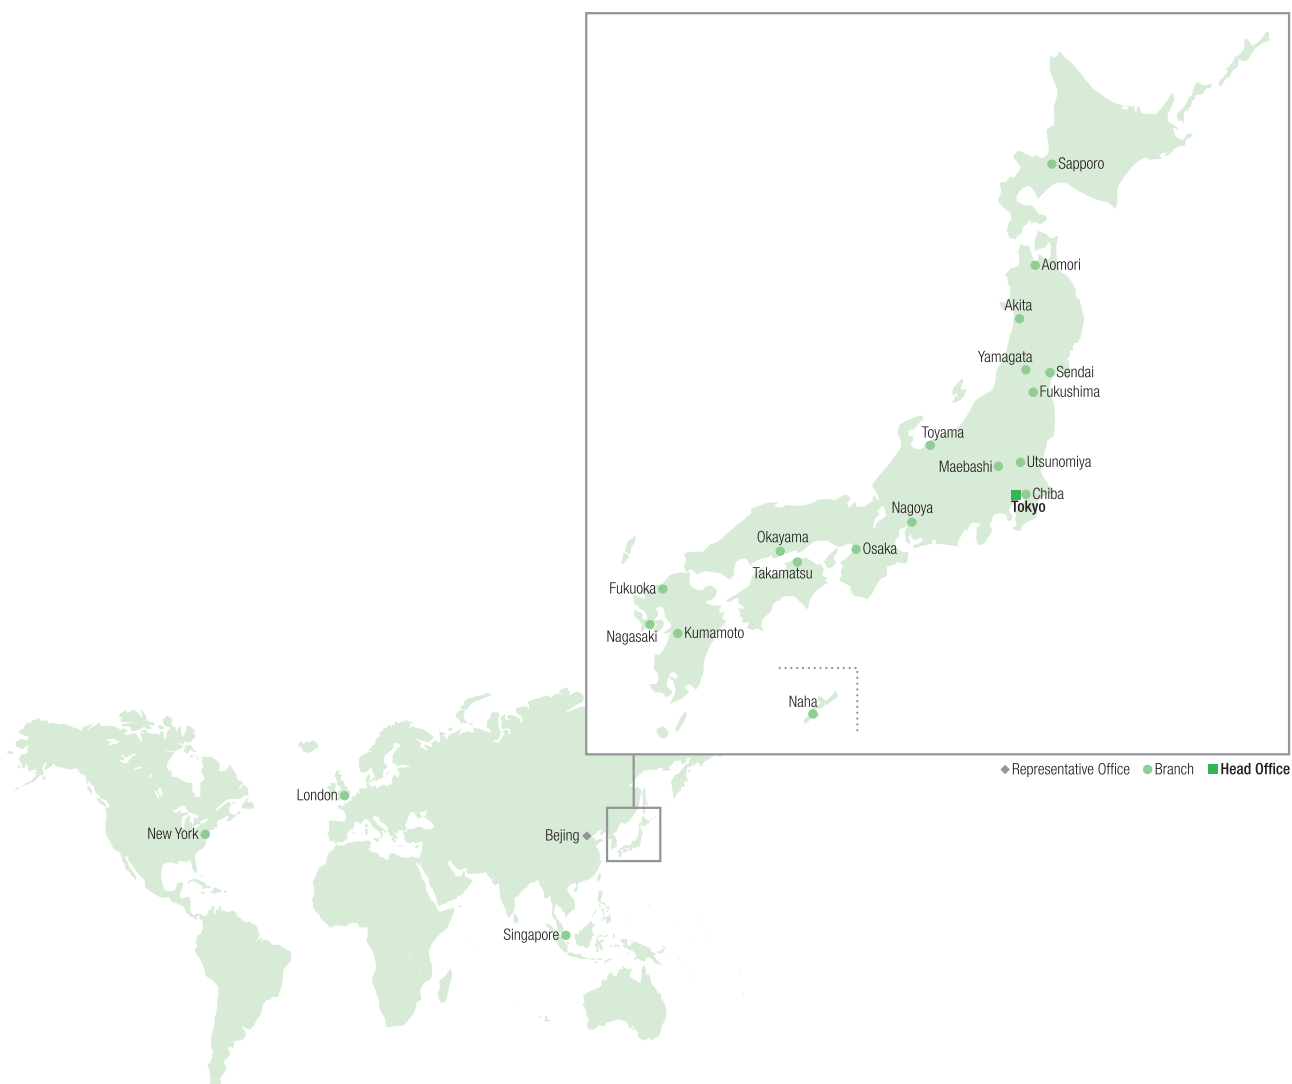 Sapporo
Aomori
Akita
Yamagata
Sendai
Fukushima
Toyama
Maebashi
Utsunomiya
Chiba
Tokyo
Nagoya
Okayama
Osaka
Takamatsu
Fukuoka
Nagasaki
Kumamoto
Naha
Representative Office
Branch
Head Office
London
New York
Bejing
Singapore